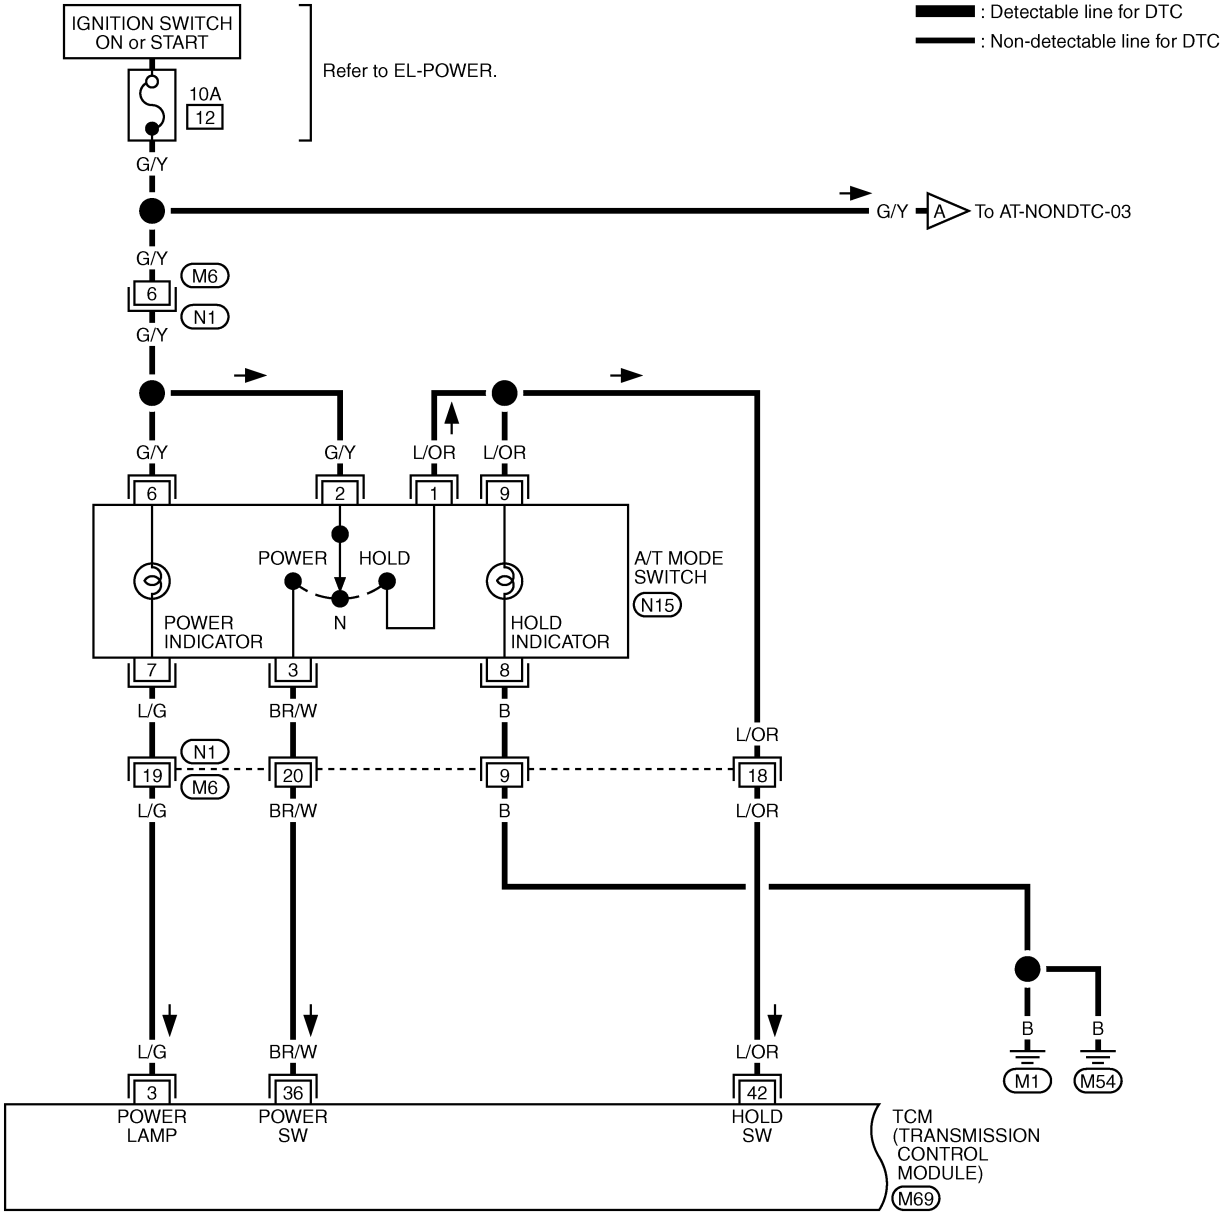 IGNITION SWITCH
ON or START
Refer to EL-POWER.
: Detectable line for DTC
: Non-detectable line for DTC
10A
12
G/Y
G/Y
A
To AT-NONDTC-03
G/Y
M6
6
N1
G/Y
G/Y
G/Y
L/OR
L/OR
6
2
1
9
POWER
HOLD
N
POWER
INDICATOR
HOLD
INDICATOR
A/T MODE
SWITCH
N15
7
3
8
L/G
BR/W
B
L/OR
N1
19
20
9
18
M6
L/G
BR/W
B
L/OR
B
B
M1
M54
L/G
BR/W
L/OR
3
36
42
POWER
LAMP
POWER
SW
HOLD
SW
TCM
(TRANSMISSION
CONTROL
MODULE)
M69